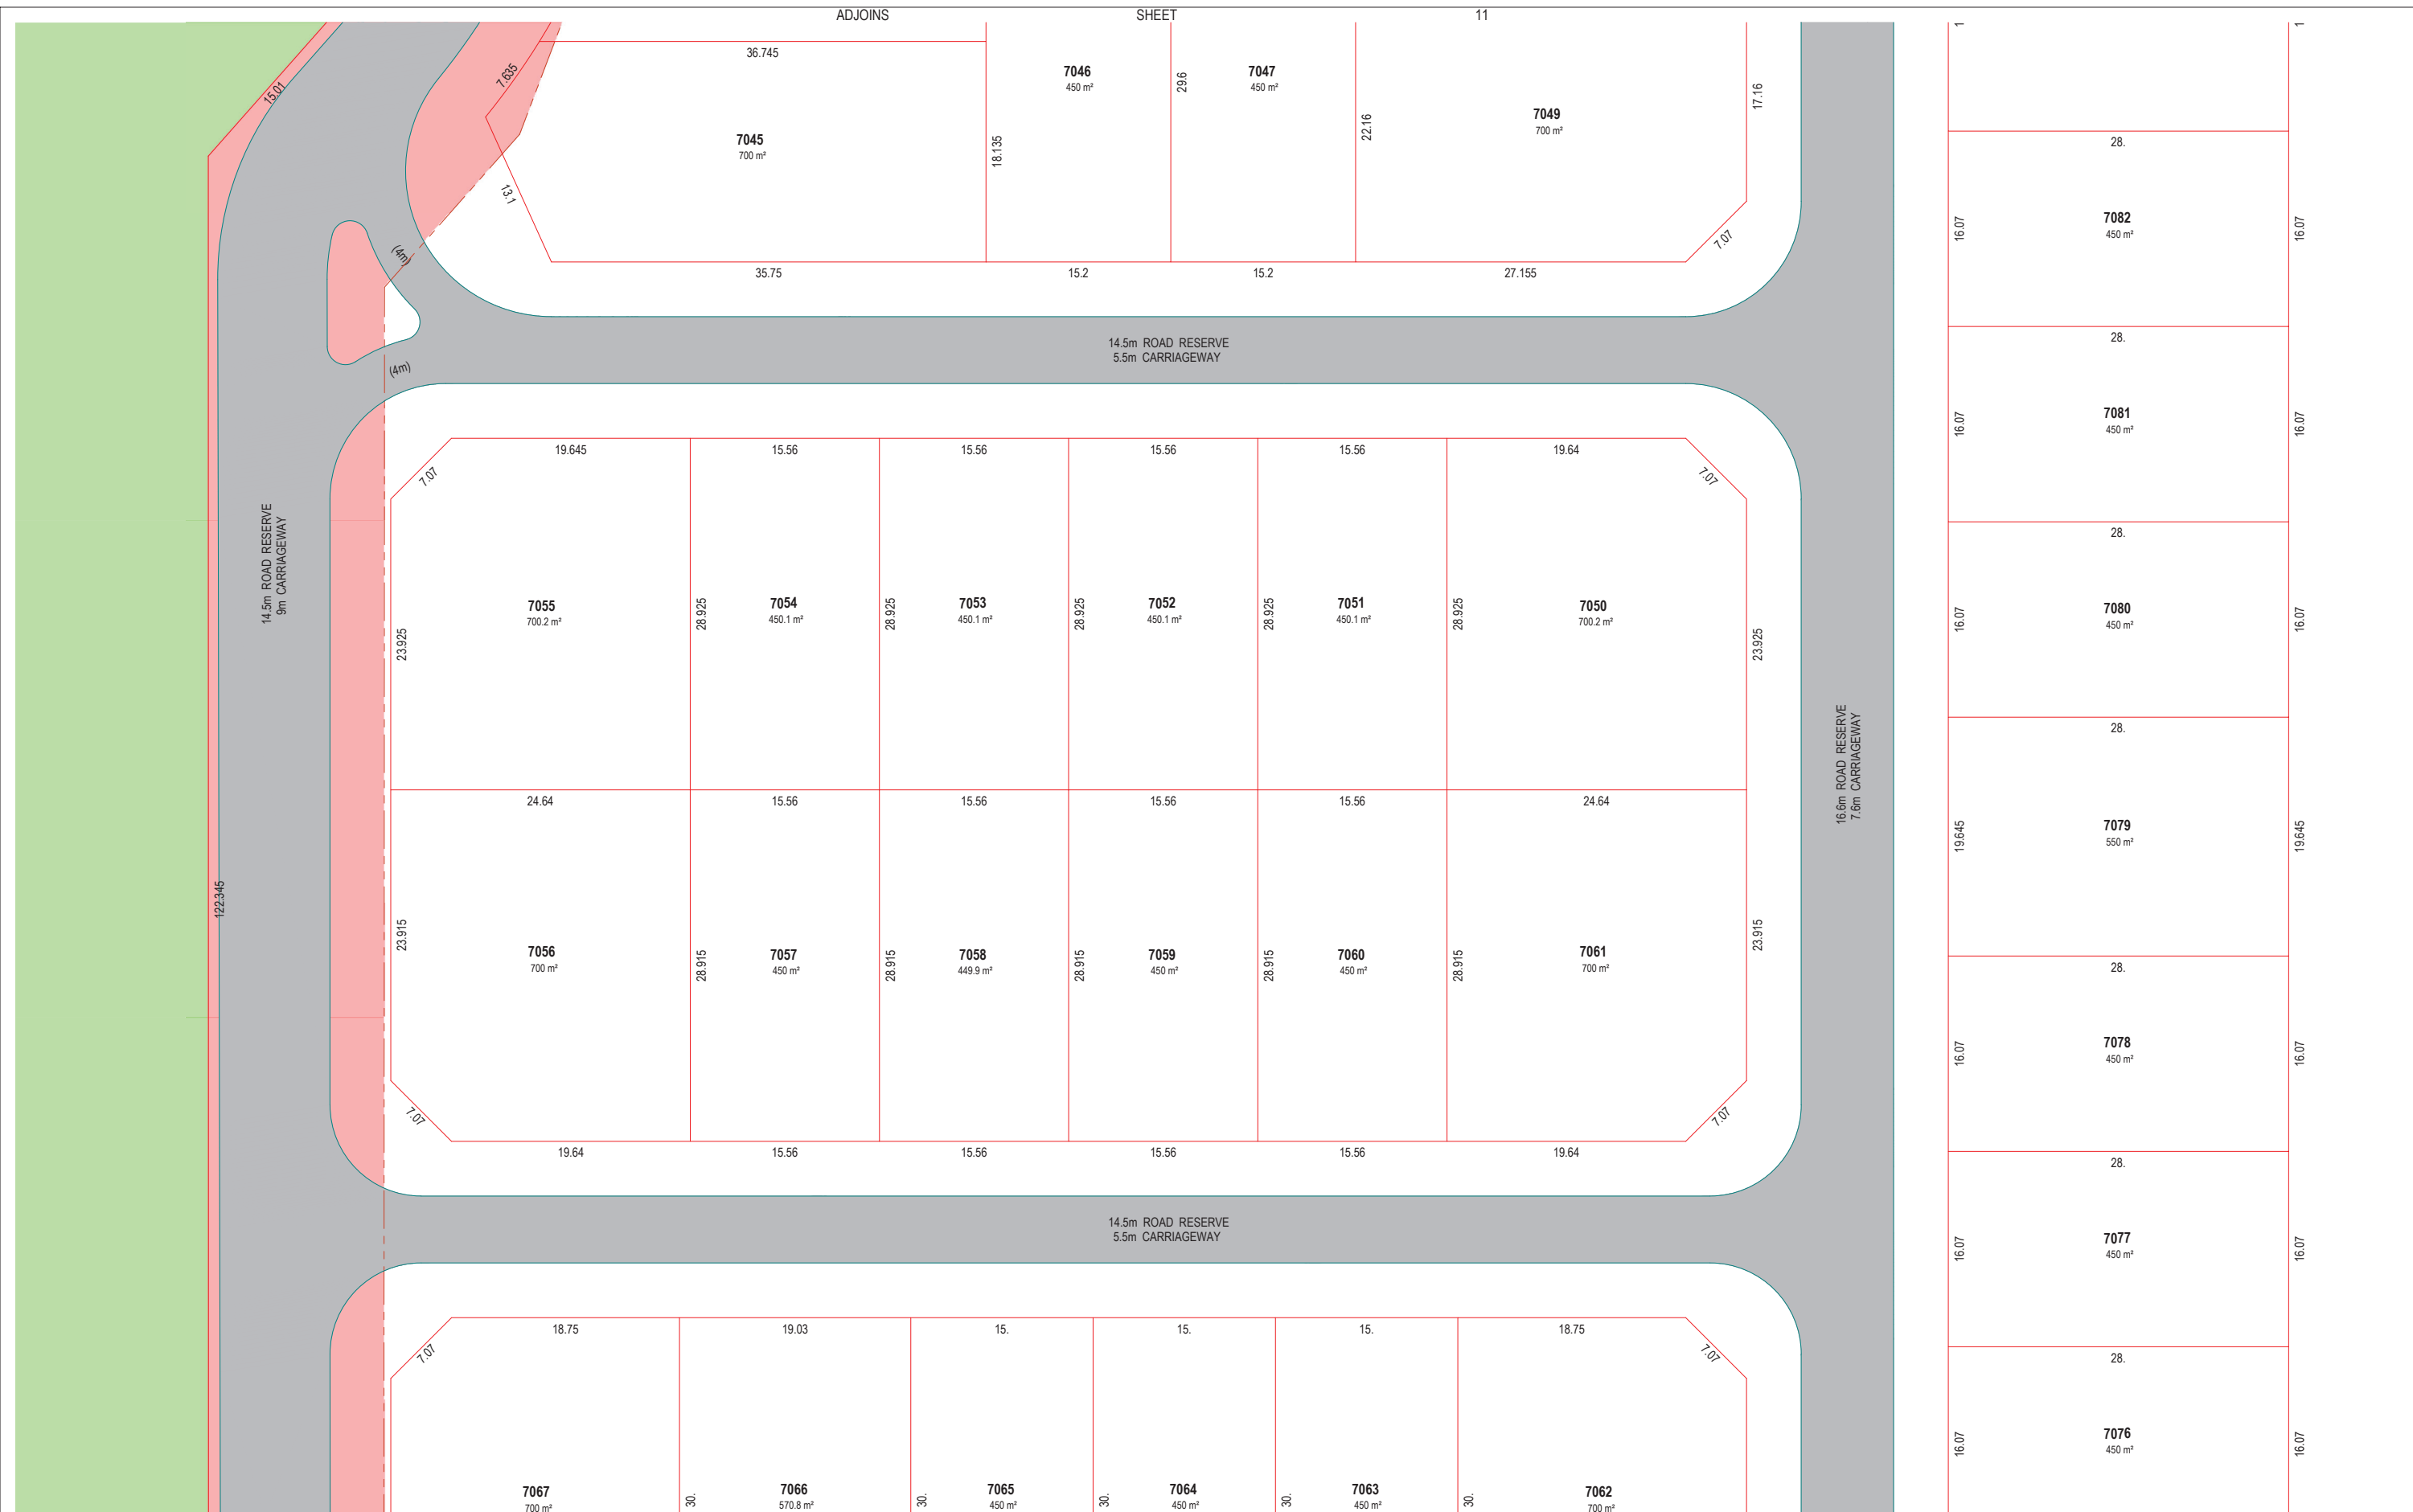 ADJOINS SHEET 11
36.745
7.635
15.01
7045
700 m²
13.1
18.135
7046
450 m²
29.6
7047
450 m²
22.16
7049
700 m²
17.16
7.07
35.75
15.2
15.2
27.155
(4m)
(4m)
14.5m ROAD RESERVE
5.5m CARRIAGEWAY
14.5m ROAD RESERVE
9m CARRIAGEWAY
122.345
7.07
19.645
15.56
15.56
15.56
15.56
19.64
7.07
23.925
7055
700.2 m²
28.925
7054
450.1 m²
28.925
7053
450.1 m²
28.925
7052
450.1 m²
28.925
7051
450.1 m²
28.925
7050
700.2 m²
23.925
24.64
15.56
15.56
15.56
15.56
24.64
23.915
7056
700 m²
28.915
7057
450 m²
28.915
7058
449.9 m²
28.915
7059
450 m²
28.915
7060
450 m²
28.915
7061
700 m²
23.915
7.07
19.64
15.56
15.56
15.56
15.56
19.64
7.07
14.5m ROAD RESERVE
5.5m CARRIAGEWAY
7.07
18.75
19.03
15.
15.
15.
18.75
7.07
7067
700 m²
30.
7066
570.8 m²
30.
7065
450 m²
30.
7064
450 m²
30.
7063
450 m²
30.
7062
700 m²
16.6m ROAD RESERVE
7.6m CARRIAGEWAY
28.
16.07
7082
450 m²
16.07
28.
16.07
7081
450 m²
16.07
28.
16.07
7080
450 m²
16.07
28.
19.645
7079
550 m²
19.645
28.
16.07
7078
450 m²
16.07
28.
16.07
7077
450 m²
16.07
28.
16.07
7076
450 m²
16.07